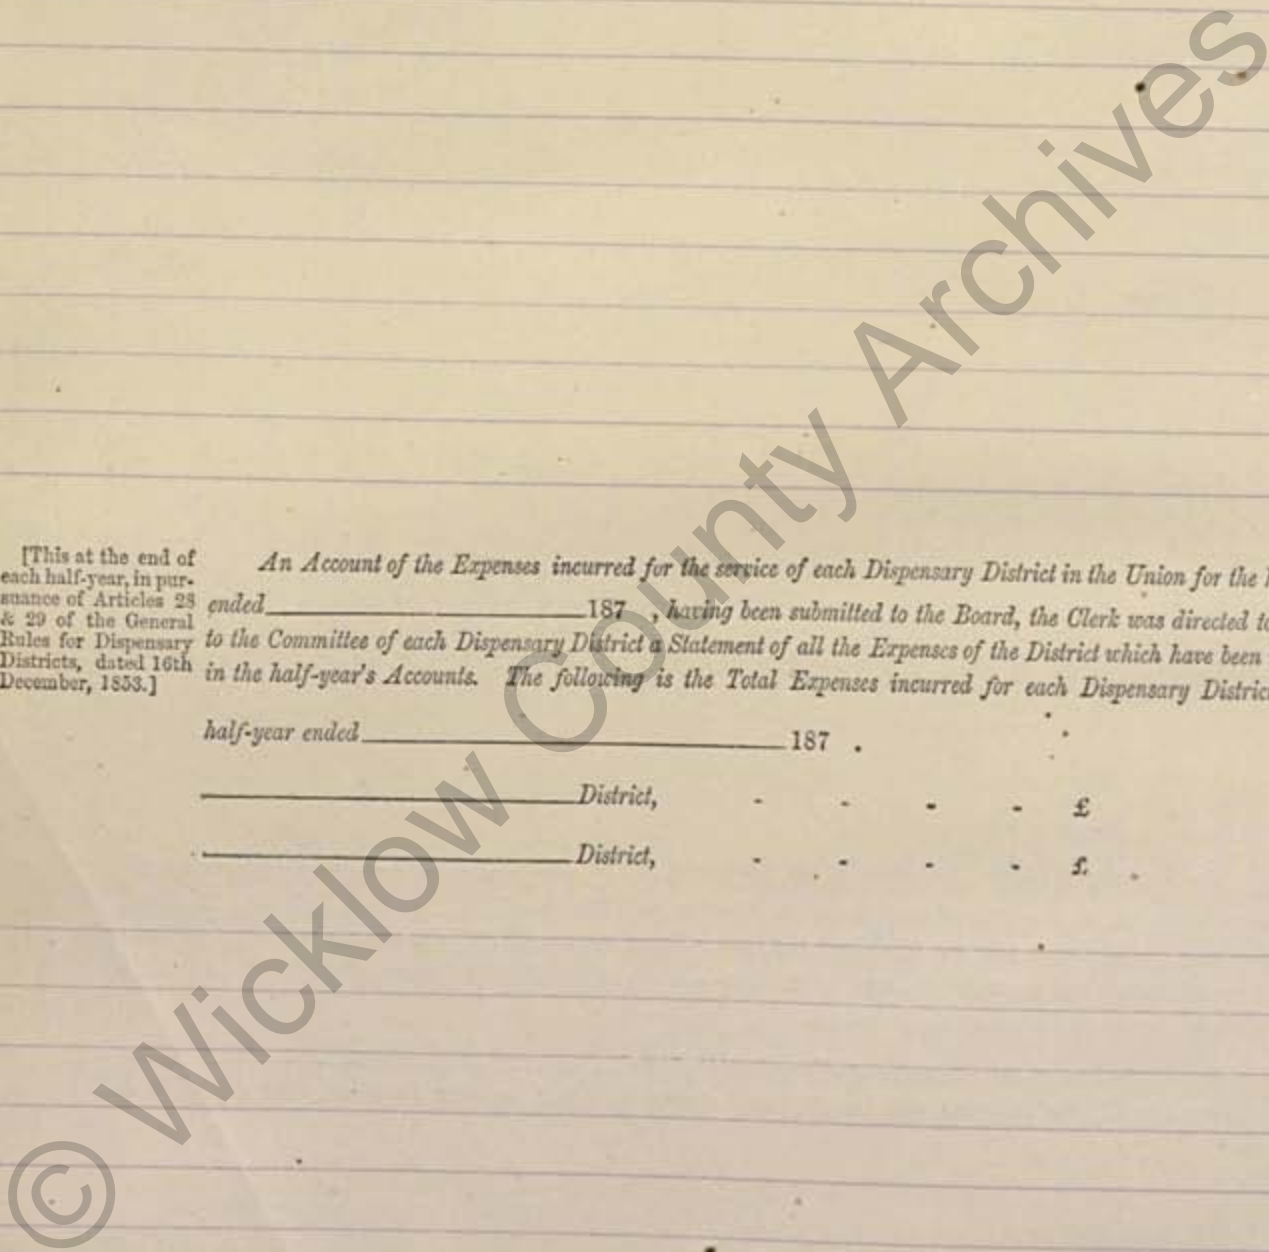 [This at the end of
each half-year, in pur-
suance of Articles 28
& 29 of the General
Rules for Dispensary
Districts, dated 16th
December, 1853.]
An Account of the Expenses incurred for the service of each Dispensary District in the Union for the
ended 187 , having been submitted to the Board, the Clerk was directed to
to the Committee of each Dispensary District a Statement of all the Expenses of the District which have been
in the half-year's Accounts. The following is the Total Expenses incurred for each Dispensary District
half-year ended 187 .
District, - - - - £
District, - - - - £
© Wicklow County Archives